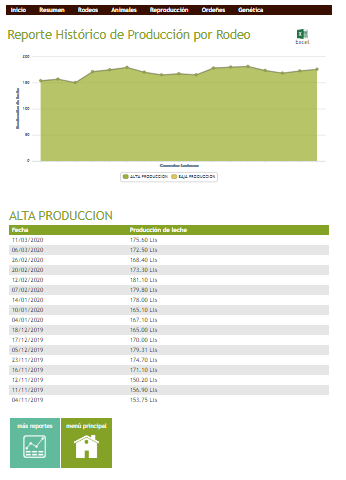 Inicio Resumen Rodeos Animales Reproducción Ordeñes Genética
Reporte Histórico de Producción por Rodeo
Excel
200
150
100
50
0
ALTA PRODUCCION BAJA PRODUCCION
ALTA PRODUCCION
Fecha Producción de leche
11/03/2020 175.60 Lts
06/03/2020 172.50 Lts
26/02/2020 168.40 Lts
20/02/2020 173.30 Lts
12/02/2020 181.10 Lts
07/02/2020 179.80 Lts
14/01/2020 178.00 Lts
10/01/2020 165.10 Lts
04/01/2020 167.10 Lts
18/12/2019 165.00 Lts
17/12/2019 170.00 Lts
05/12/2019 179.31 Lts
23/11/2019 174.70 Lts
16/11/2019 171.10 Lts
12/11/2019 150.20 Lts
11/11/2019 156.90 Lts
04/11/2019 153.75 Lts
más reportes menú principal